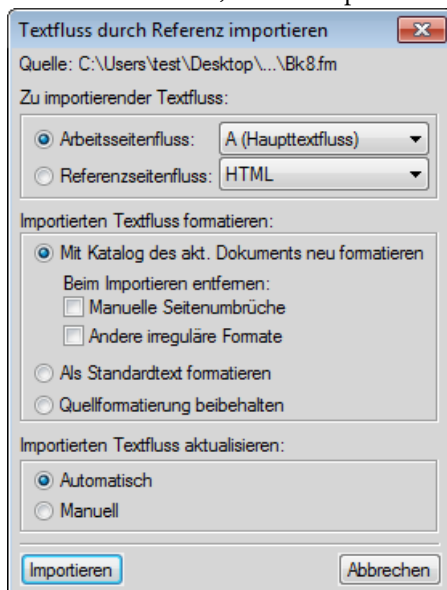 Textfluss durch Referenz importieren
Quelle: C:\Users\test\Desktop\...\Bk8.fm
Zu importierender Textfluss:
Arbeitsseitenfluss: A (Haupttextfluss)
Referenzseitenfluss: HTML
Importierten Textfluss formatieren:
Mit Katalog des akt. Dokuments neu formatieren
Beim Importieren entfernen:
Manuelle Seitenumbrüche
Andere irreguläre Formate
Als Standardtext formatieren
Quellformatierung beibehalten
Importierten Textfluss aktualisieren:
Automatisch
Manuell
Importieren Abbrechen